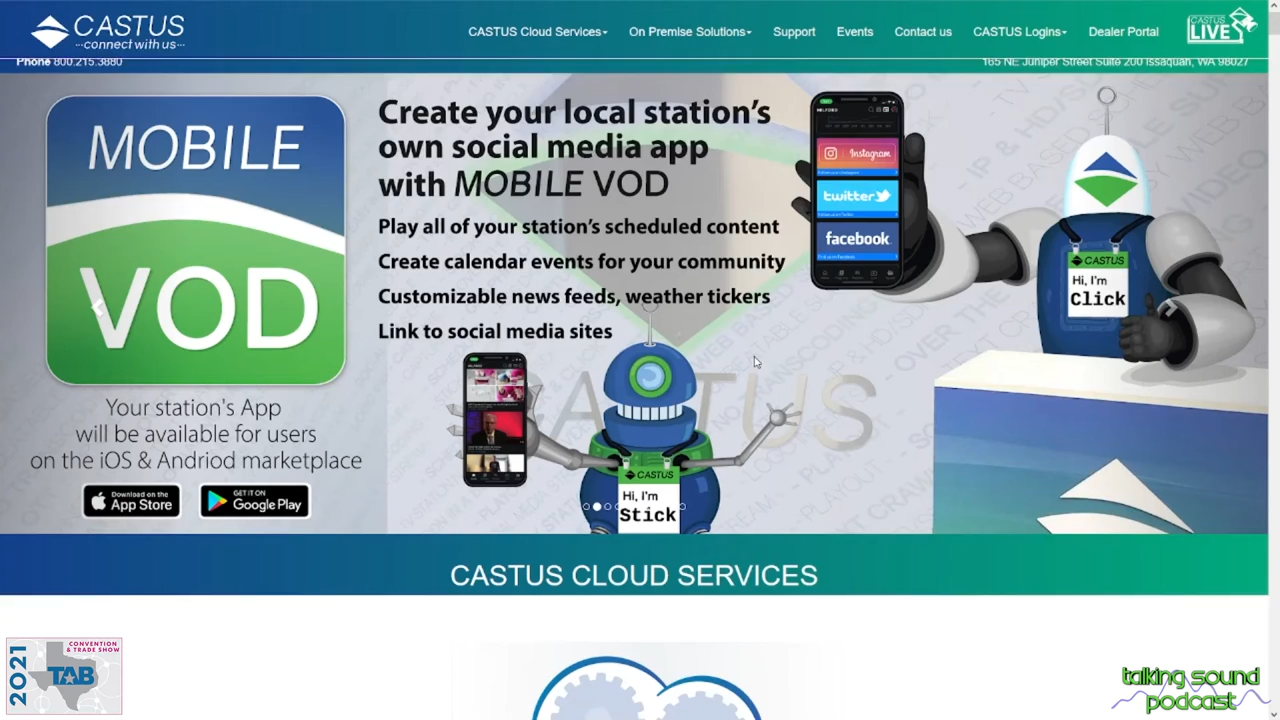 CASTUS
connect with us
CASTUS Cloud Services
On Premise Solutions
Support
Events
Contact us
CASTUS Logins
Dealer Portal
CASTUS
LIVE
Phone 800.215.3880
165 NE Juniper Street Suite 200 Issaquah, WA 98027
MOBILE
VOD
Your station's App
will be available for users
on the iOS & Andriod marketplace
Download on the
App Store
GET IT ON
Google Play
Create your local station's
own social media app
with MOBILE VOD
Play all of your station's scheduled content
Create calendar events for your community
Customizable news feeds, weather tickers
Link to social media sites
MILFORD
Instagram
twitter
facebook
CASTUS
Hi, I'm
Click
CASTUS
CASTUS
Hi, I'm
Stick
CASTUS CLOUD SERVICES
2021
CONVENTION
& TRADE SHOW
TAB
talking sound
podcast